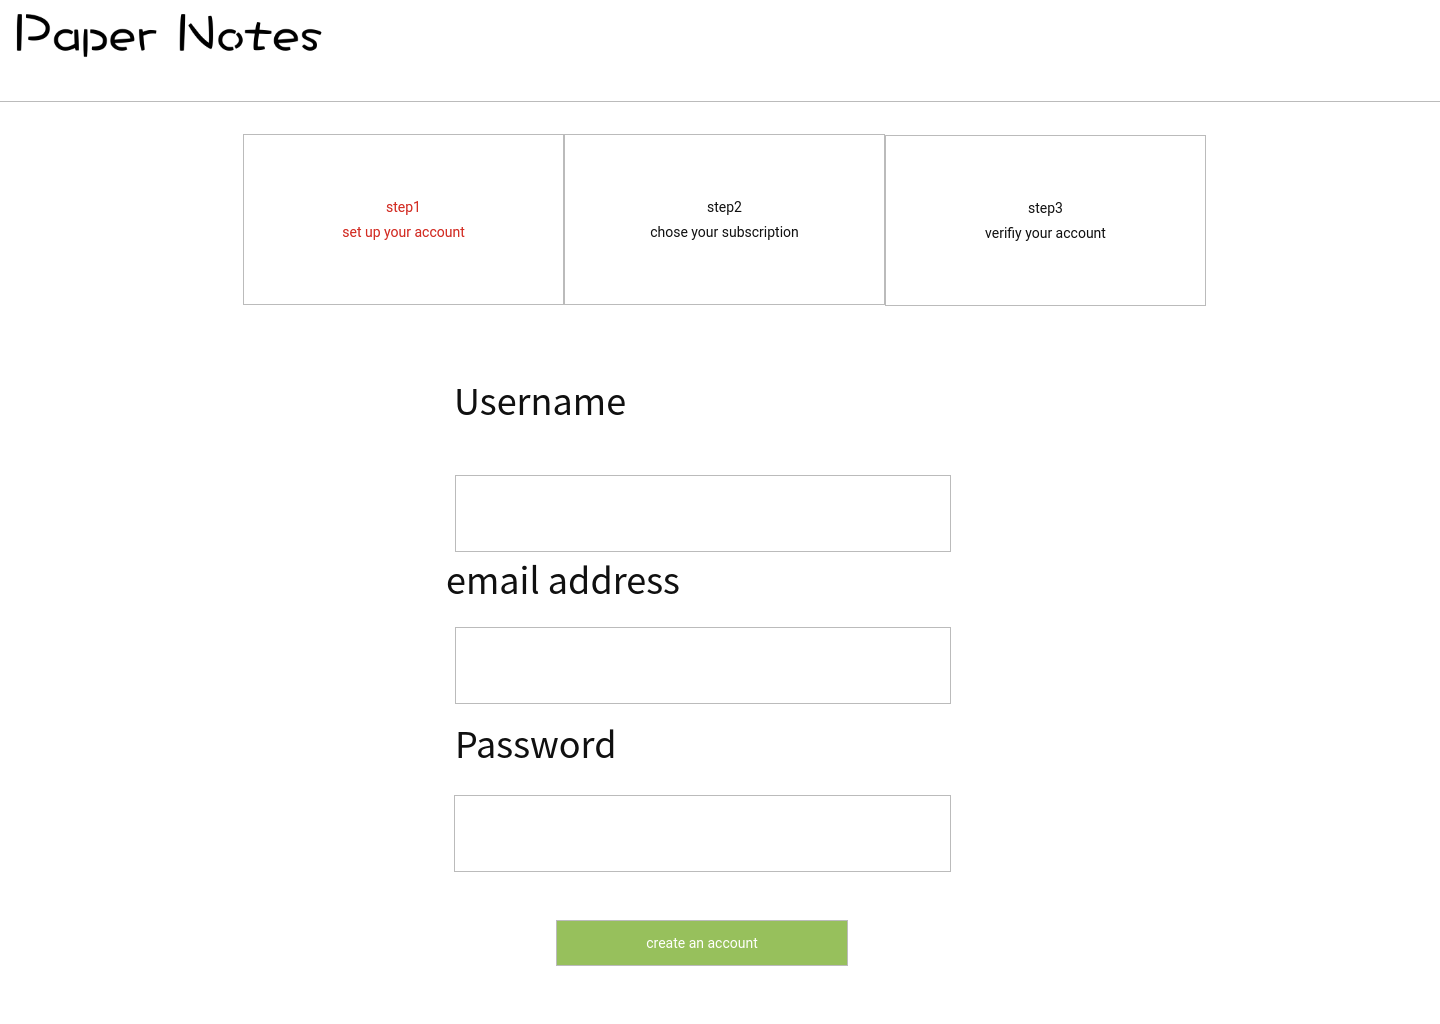 Paper Notes
step1
set up your account
step2
chose your subscription
step3
verifiy your account
Username
email address
Password
create an account